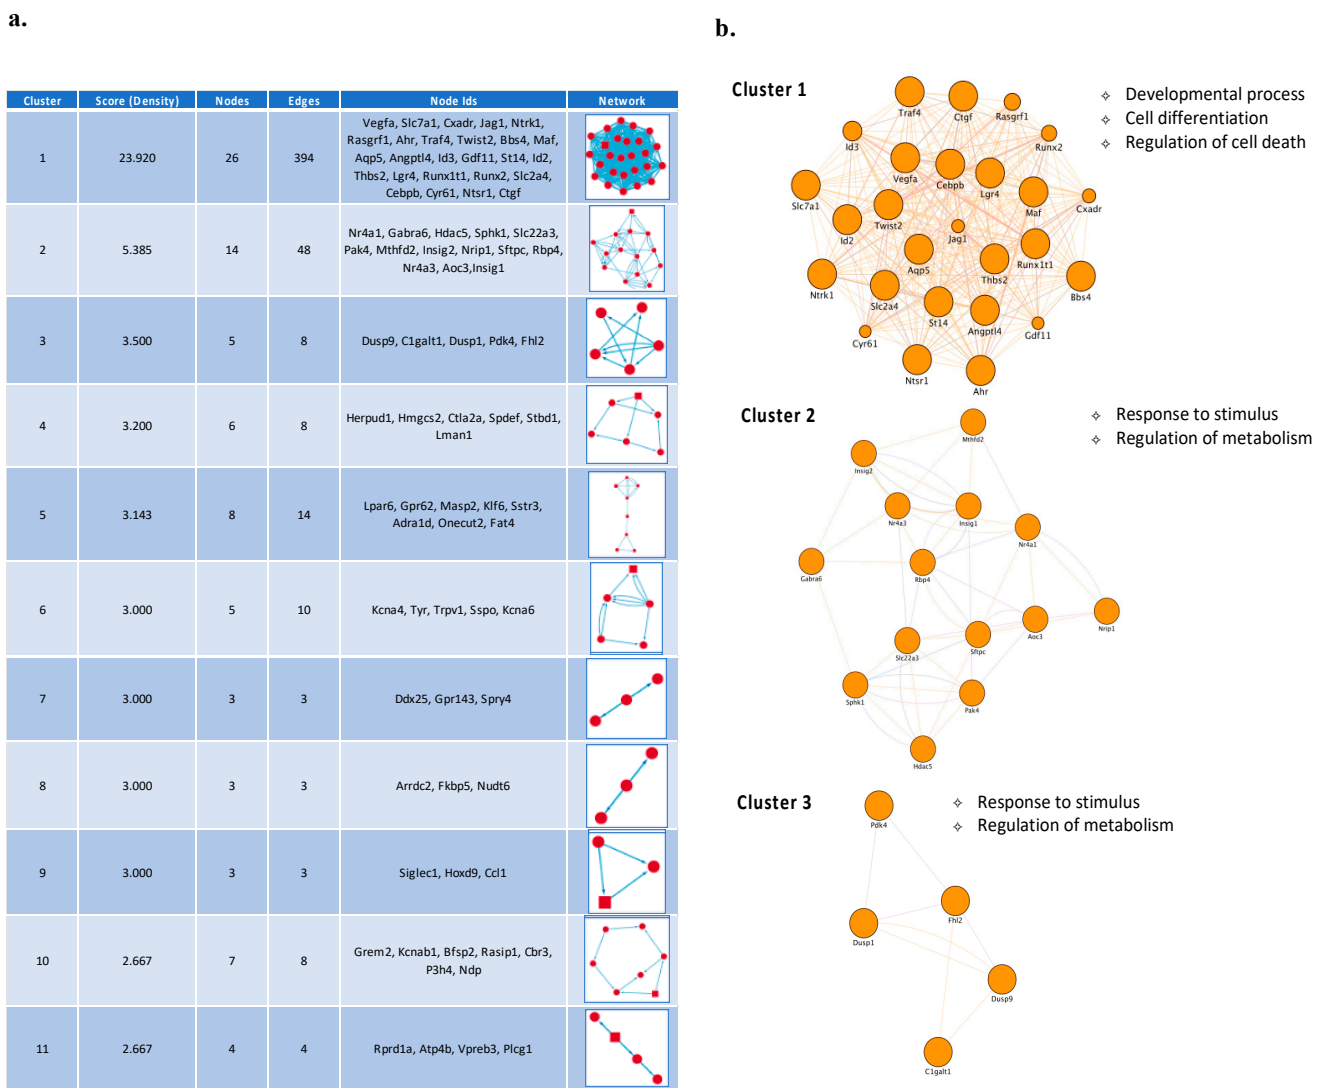 a.
Cluster Score (Density) Nodes Edges Node Ids Network
1 23.920 26 394
Vegfa, Slc7a1, Cxadr, Jag1, Ntrk1,
Rasgrf1, Ahr, Traf4, Twist2, Bbs4, Maf,
Aqp5, Angptl4, Id3, Gdf11, St14, Id2,
Thbs2, Lgr4, Runx1t1, Runx2, Slc2a4,
Cebpb, Cyr61, Ntsr1, Ctgf
2 5.385 14 48
Nr4a1, Gabra6, Hdac5, Sphk1, Slc22a3,
Pak4, Mthfd2, Insig2, Nrip1, Sftpc, Rbp4,
Nr4a3, Aoc3,Insig1
3 3.500 5 8 Dusp9, C1galt1, Dusp1, Pdk4, Fhl2
4 3.200 6 8
Herpud1, Hmgcs2, Ctla2a, Spdef, Stbd1,
Lman1
5 3.143 8 14
Lpar6, Gpr62, Masp2, Klf6, Sstr3,
Adra1d, Onecut2, Fat4
6 3.000 5 10 Kcna4, Tyr, Trpv1, Sspo, Kcna6
7 3.000 3 3 Ddx25, Gpr143, Spry4
8 3.000 3 3 Arrdc2, Fkbp5, Nudt6
9 3.000 3 3 Siglec1, Hoxd9, Ccl1
10 2.667 7 8
Grem2, Kcnab1, Bfsp2, Rasip1, Cbr3,
P3h4, Ndp
11 2.667 4 4 Rprd1a, Atp4b, Vpreb3, Plcg1
b.
Cluster 1
✧ Developmental process
✧ Cell differentiation
✧ Regulation of cell death
Traf4
Ctgf
Rasgrf1
Id3
Runx2
Vegfa
Cebpb
Lgr4
Slc7a1
Maf
Cxadr
Twist2
Id2
Jag1
Runx1t1
Aqp5
Thbs2
Ntrk1
Bbs4
Slc2a4
St14
Angptl4
Gdf11
Cyr61
Ntsr1
Ahr
Cluster 2
✧ Response to stimulus
✧ Regulation of metabolism
Mthfd2
Insig2
Nr4a3
Insig1
Nr4a1
Gabra6
Rbp4
Nrip1
Aoc3
Sftpc
Slc22a3
Sphk1
Pak4
Hdac5
Cluster 3
✧ Response to stimulus
✧ Regulation of metabolism
Pdk4
Fhl2
Dusp1
Dusp9
C1galt1